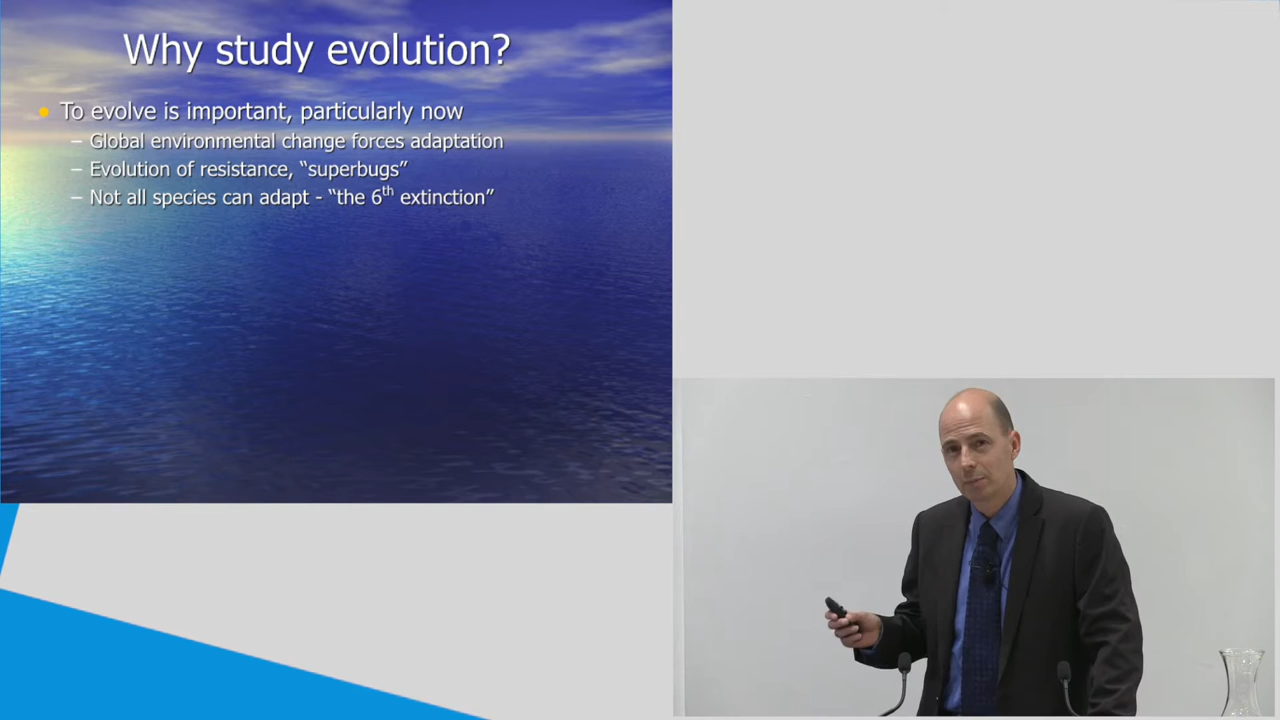 Why study evolution?
To evolve is important, particularly now
– Global environmental change forces adaptation
– Evolution of resistance, “superbugs”
– Not all species can adapt - “the 6th extinction”